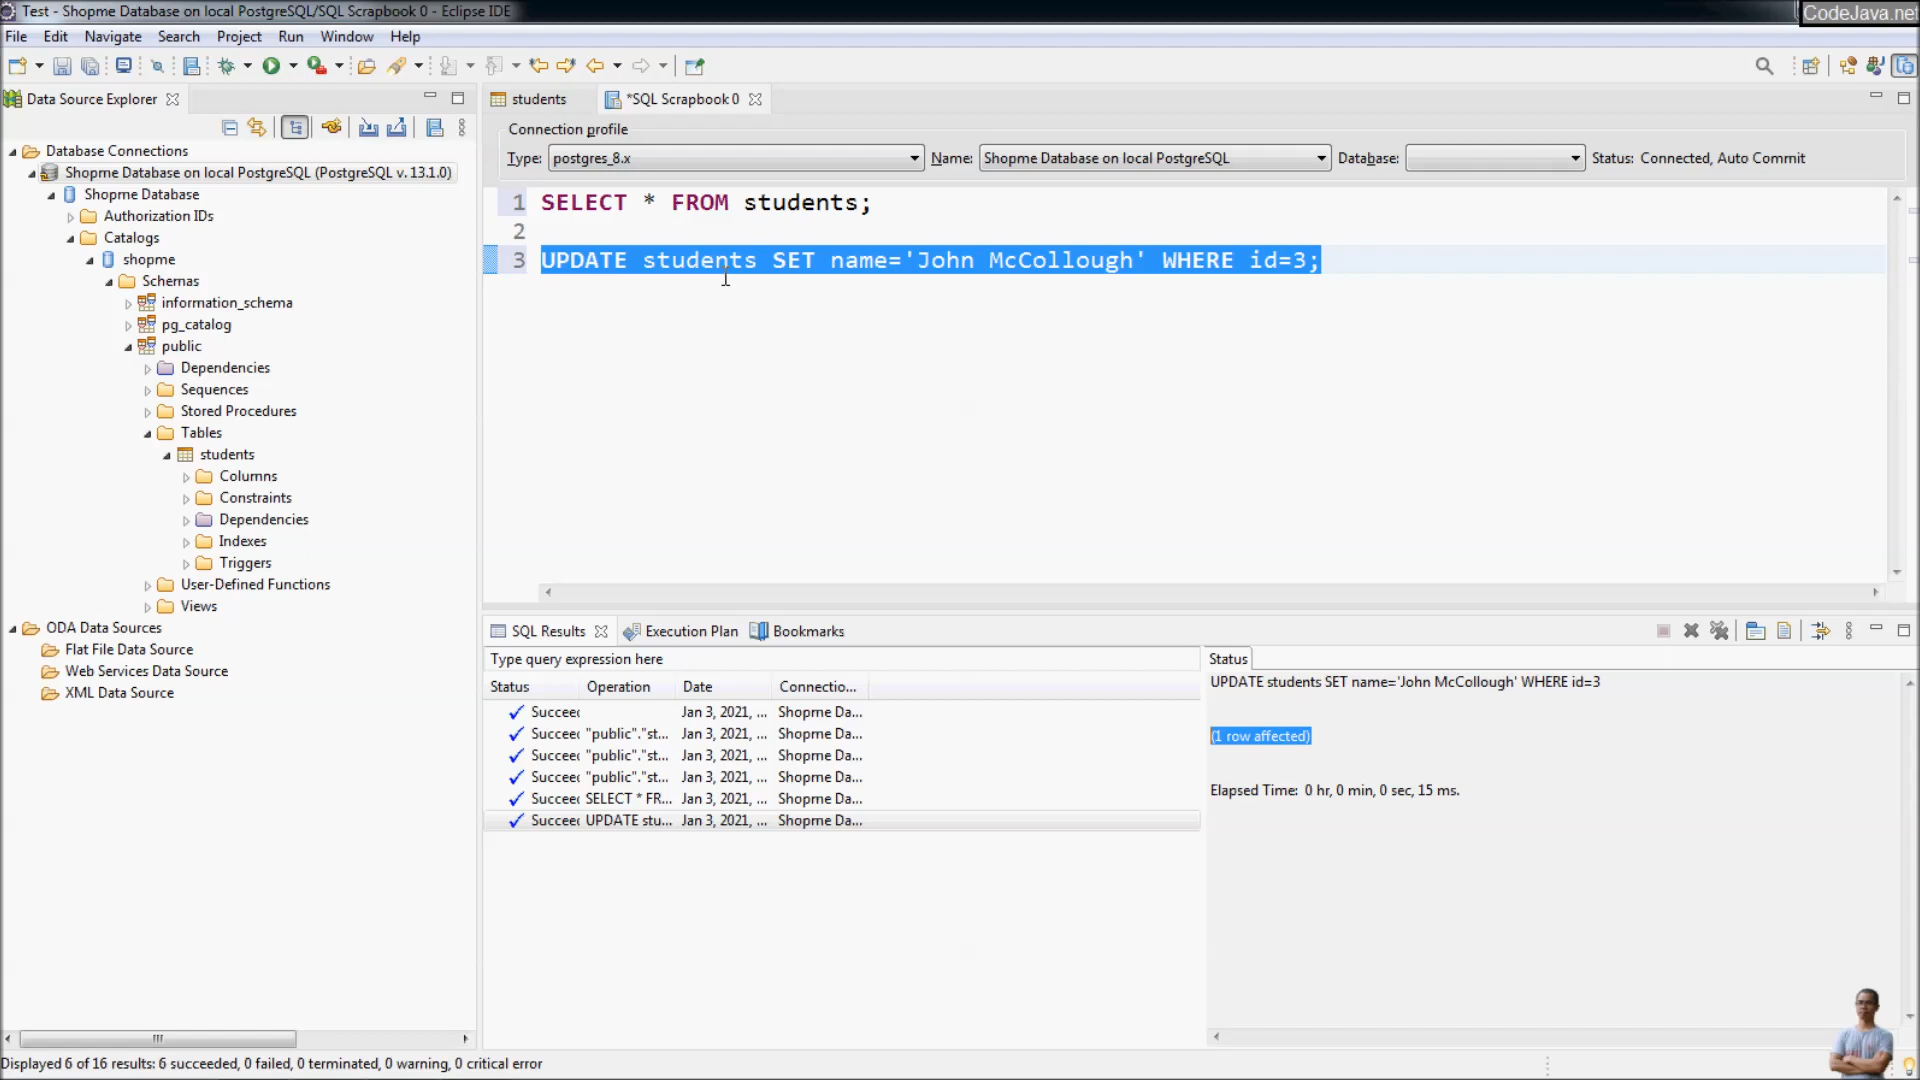 Test - Shopme Database on local PostgreSQL/SQL Scrapbook 0 - Eclipse IDE
CodeJava.net
File Edit Navigate Search Project Run Window Help
Data Source Explorer
Database Connections
Shopme Database on local PostgreSQL (PostgreSQL v. 13.1.0)
Shopme Database
Authorization IDs
Catalogs
shopme
Schemas
information_schema
pg_catalog
public
Dependencies
Sequences
Stored Procedures
Tables
students
Columns
Constraints
Dependencies
Indexes
Triggers
User-Defined Functions
Views
ODA Data Sources
Flat File Data Source
Web Services Data Source
XML Data Source
students *SQL Scrapbook 0
Connection profile
Type: postgres_8.x Name: Shopme Database on local PostgreSQL Database: Status: Connected, Auto Commit
1 SELECT * FROM students;
2
3 UPDATE students SET name='John McCollough' WHERE id=3;
SQL Results Execution Plan Bookmarks
Type query expression here
Status Operation Date Connectio...
Succeed Jan 3, 2021, ... Shopme Da...
Succeed "public"."st... Jan 3, 2021, ... Shopme Da...
Succeed "public"."st... Jan 3, 2021, ... Shopme Da...
Succeed "public"."st... Jan 3, 2021, ... Shopme Da...
Succeed SELECT * FR... Jan 3, 2021, ... Shopme Da...
Succeed UPDATE stu... Jan 3, 2021, ... Shopme Da...
Status
UPDATE students SET name='John McCollough' WHERE id=3
(1 row affected)
Elapsed Time: 0 hr, 0 min, 0 sec, 15 ms.
Displayed 6 of 16 results: 6 succeeded, 0 failed, 0 terminated, 0 warning, 0 critical error